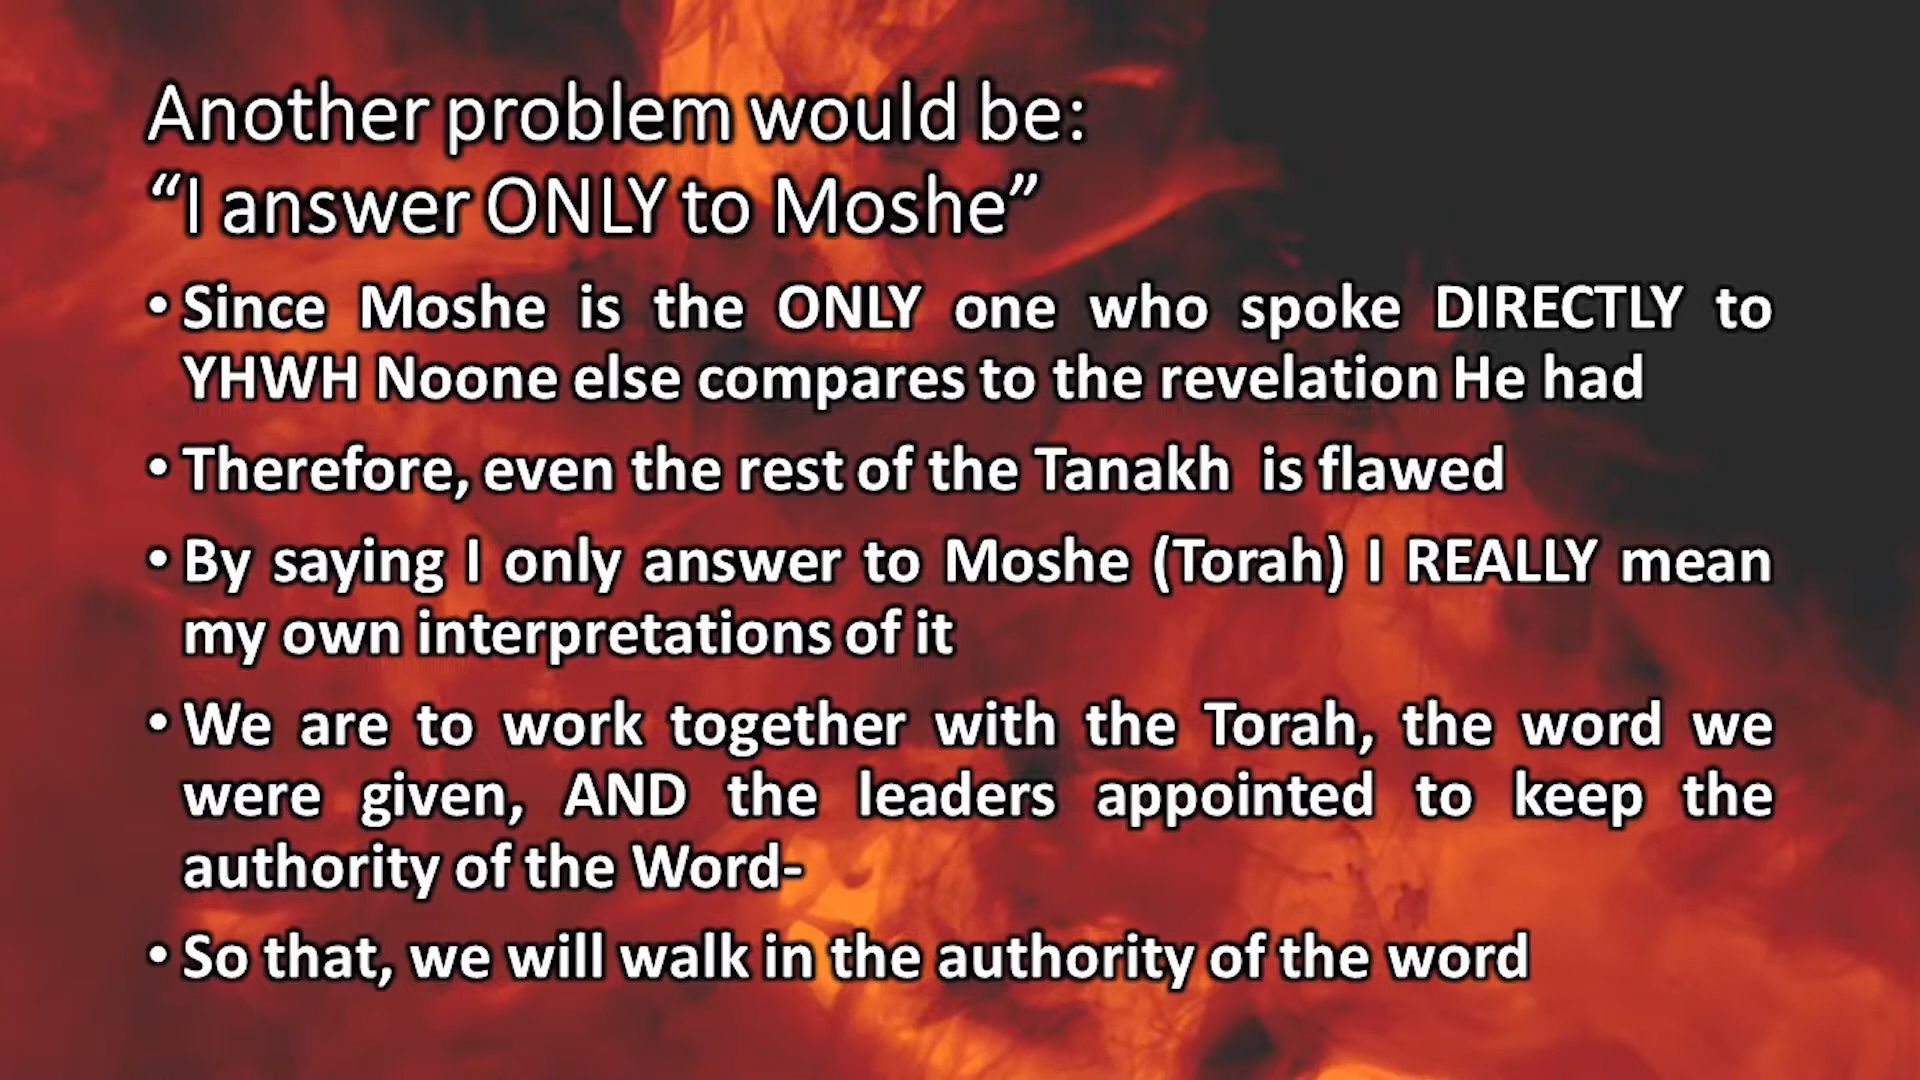 Another problem would be:
“I answer ONLY to Moshe”
• Since Moshe is the ONLY one who spoke DIRECTLY to
YHWH Noone else compares to the revelation He had
• Therefore, even the rest of the Tanakh  is flawed
• By saying I only answer to Moshe (Torah) I REALLY mean
my own interpretations of it
• We are to work together with the Torah, the word we
were given, AND the leaders appointed to keep the
authority of the Word-
• So that, we will walk in the authority of the word